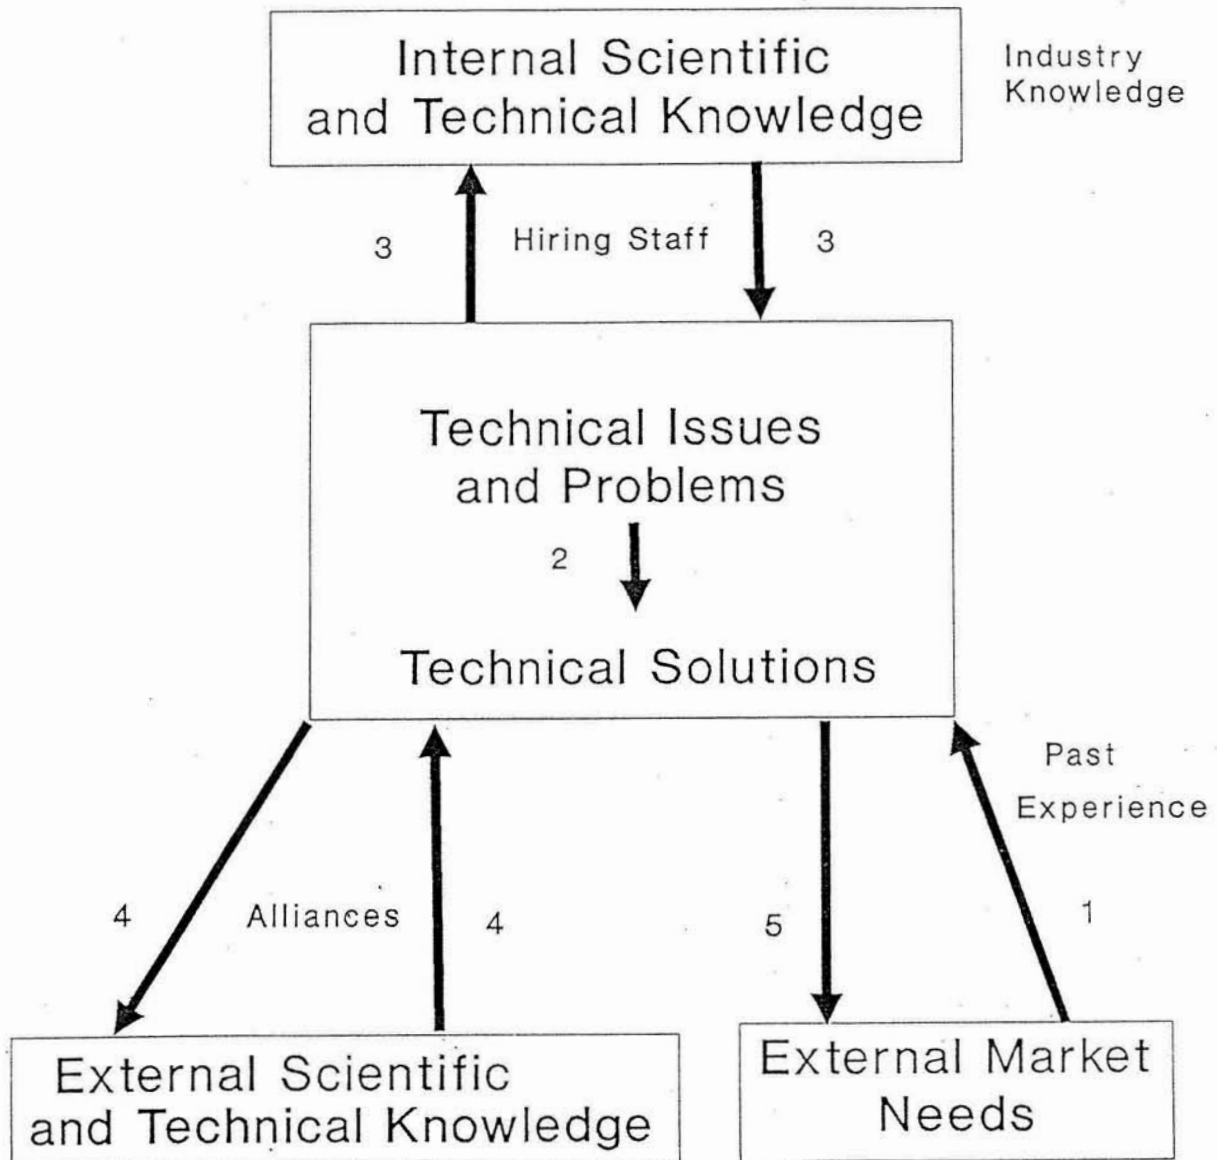 Internal Scientific
and Technical Knowledge
Industry
Knowledge
3
Hiring Staff
3
Technical Issues
and Problems
2
Technical Solutions
Past
Experience
4
Alliances
4
5
1
External Scientific
and Technical Knowledge
External Market
Needs